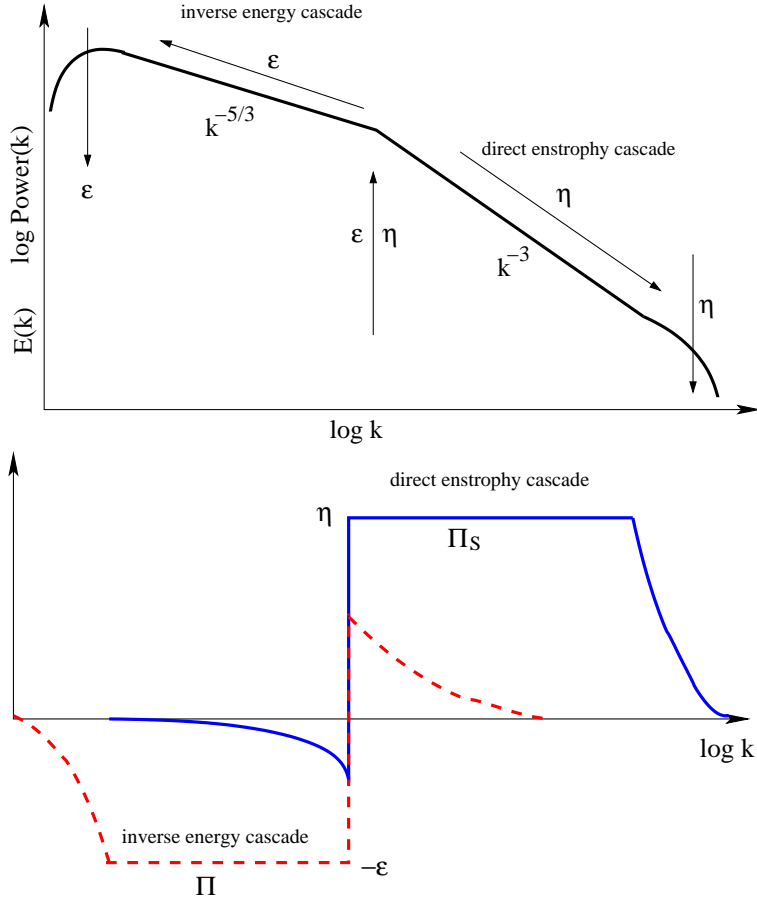 inverse energy cascade
ε
k−5/3
ε
direct enstrophy cascade
η
ε η
k−3
η
log Power(k)
E(k)
log k
direct enstrophy cascade
η
ΠS
log k
inverse energy cascade
−ε
Π